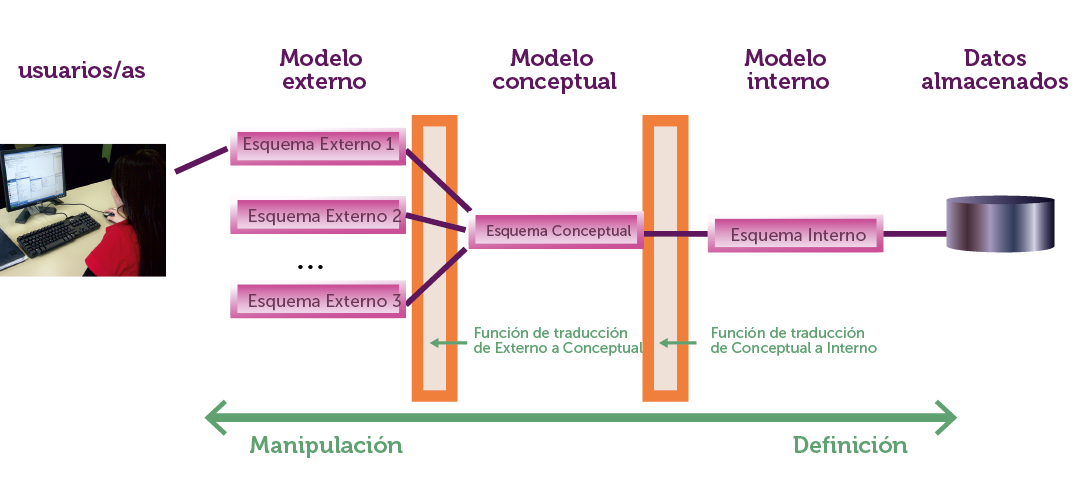 usuarios/as
Modelo
externo
Modelo
conceptual
Modelo
interno
Datos
almacenados
Esquema Externo 1
Esquema Externo 2
...
Esquema Externo 3
Esquema Conceptual
Esquema Interno
Función de traducción
de Externo a Conceptual
Función de traducción
de Conceptual a Interno
Manipulación
Definición